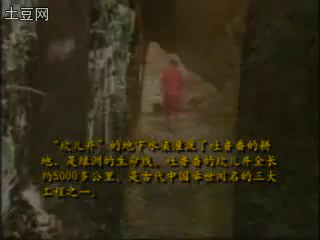 土豆网
“坎儿井”的地下水泵灌溉了吐鲁番的耕
地，是绿洲的生命线。吐鲁番的坎儿井全长
约5000多公里，是古代中国举世闻名的三大
工程之一。